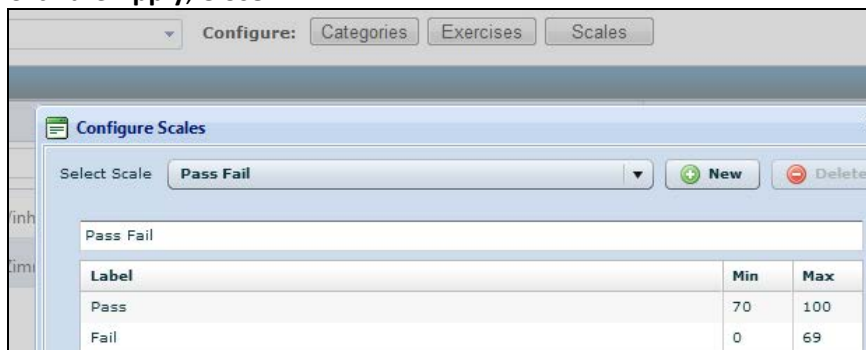 Configure: Categories Exercises Scales
Configure Scales
Select Scale Pass Fail New Delete
Pass Fail
Label Min Max
Pass 70 100
Fail 0 69